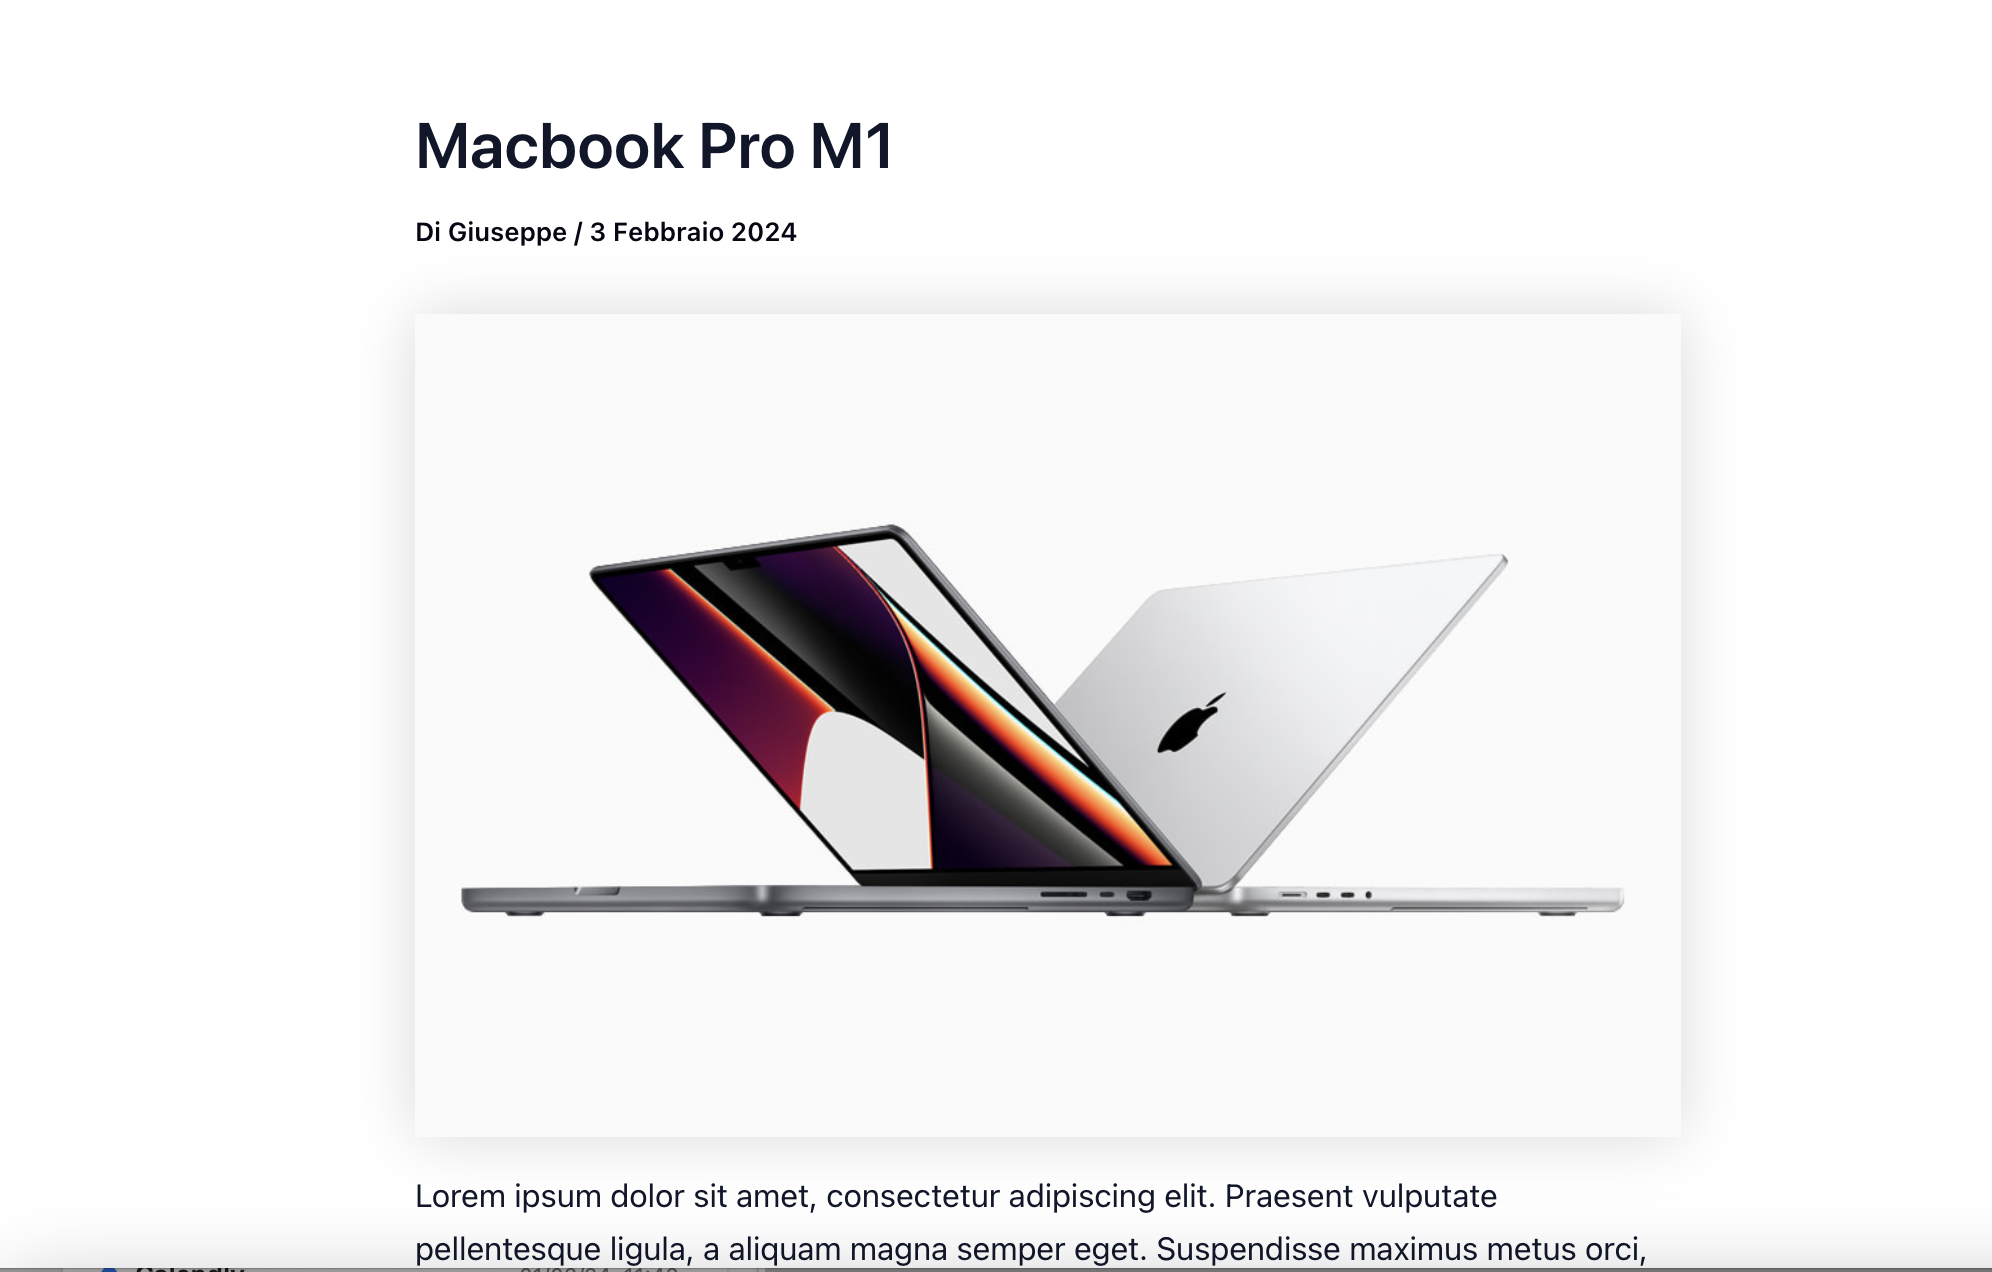 Macbook Pro M1
Di Giuseppe / 3 Febbraio 2024
Lorem ipsum dolor sit amet, consectetur adipiscing elit. Praesent vulputate
pellentesque ligula, a aliquam magna semper eget. Suspendisse maximus metus orci,
Calendly